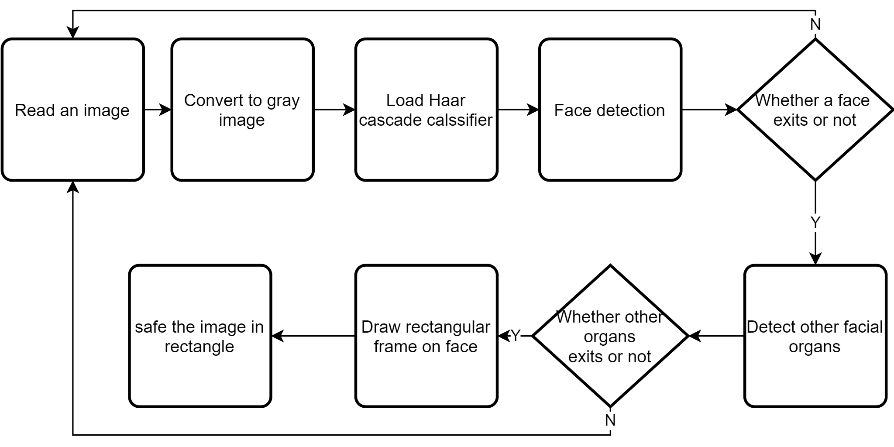 N
Read an image
Convert to gray
image
Load Haar
cascade calssifier
Face detection
Whether a face
exits or not
Y
Detect other facial
organs
Whether other
organs
exits or not
Y
Draw rectangular
frame on face
safe the image in
rectangle
N